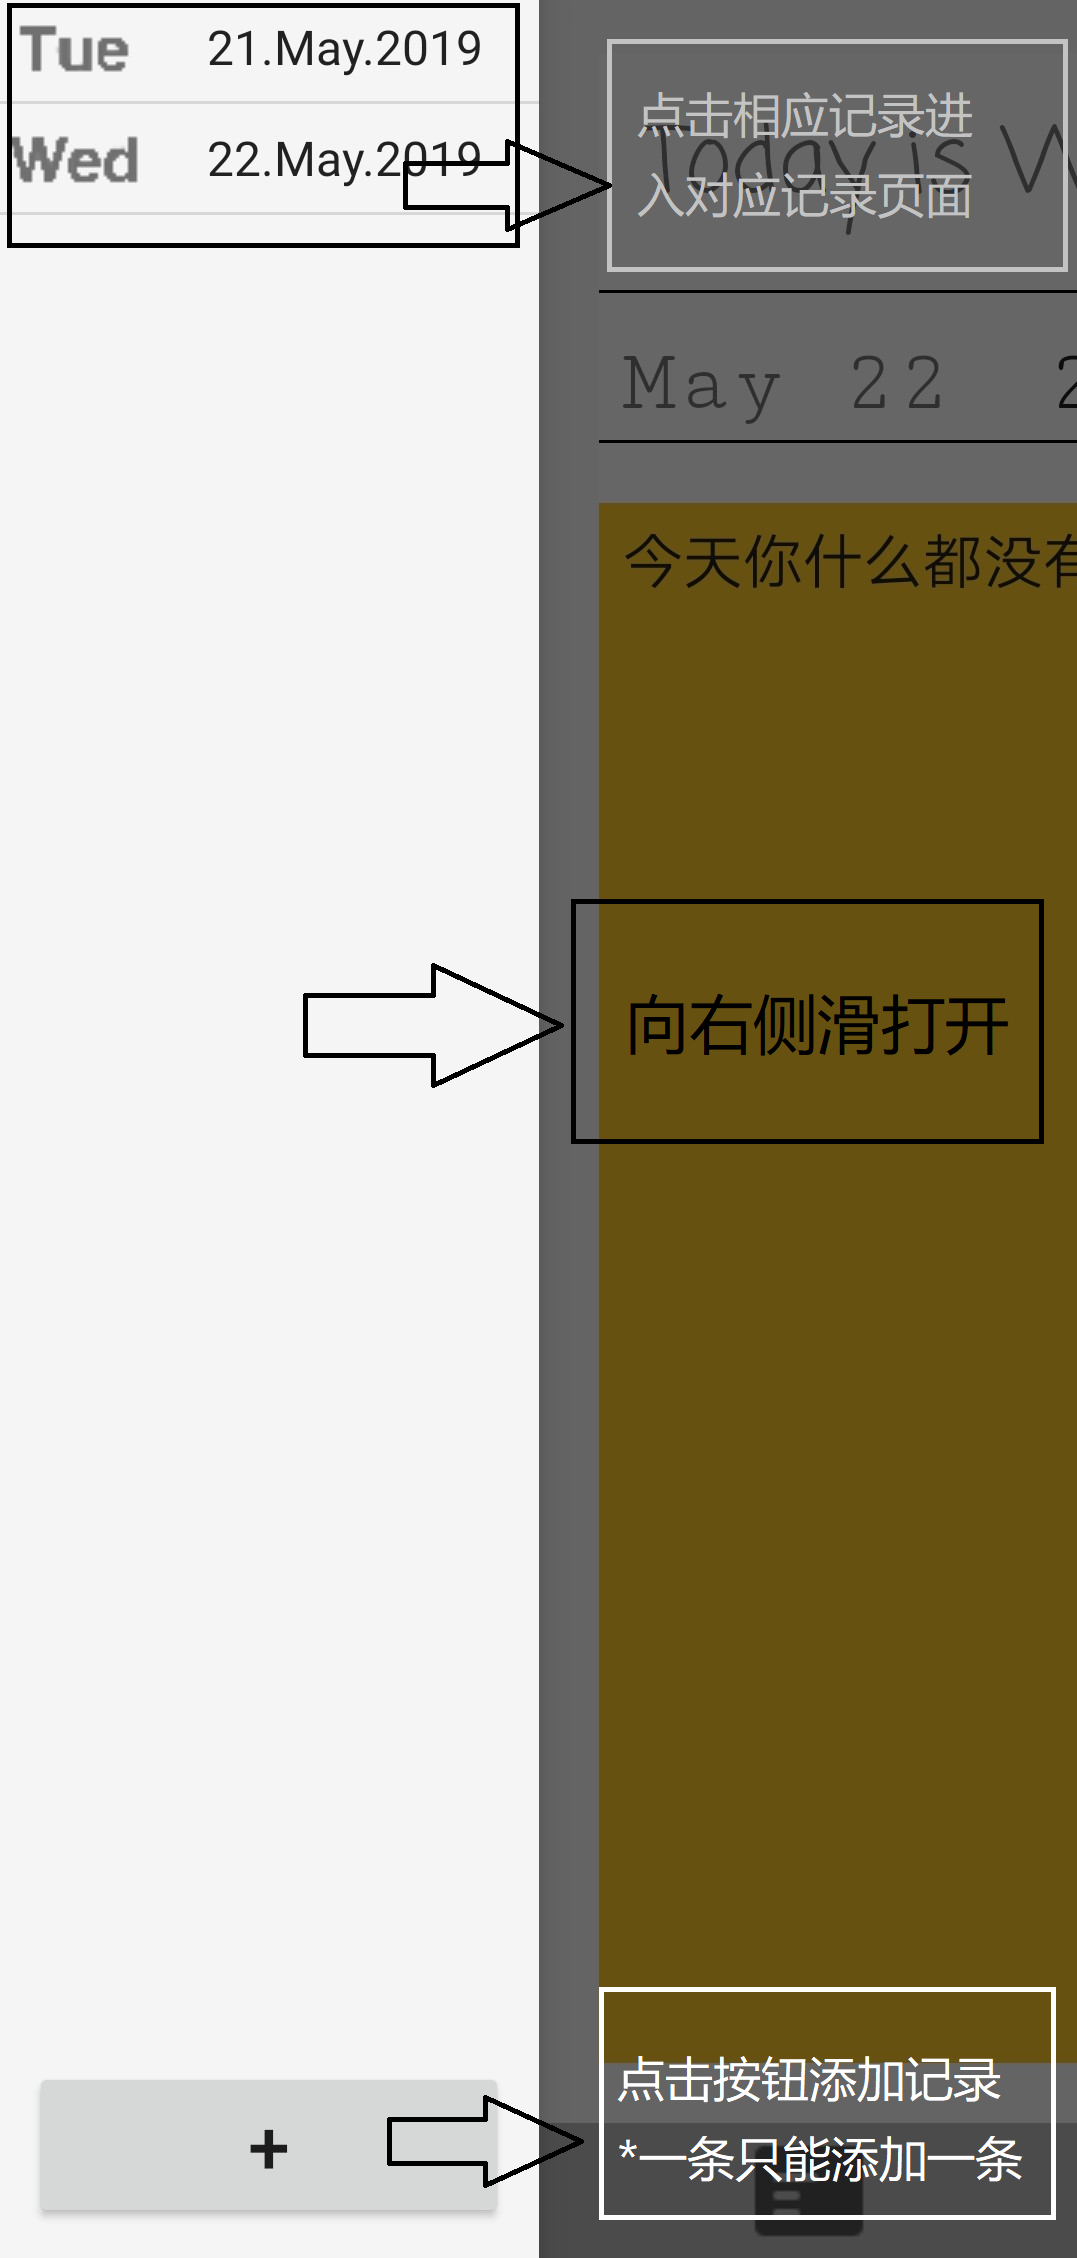 Tue 21.May.2019
Wed 22.May.2019
点击相应记录进
入对应记录页面
Today is W
May 22 2
今天你什么都没有
向右侧滑打开
+
点击按钮添加记录
*一条只能添加一条